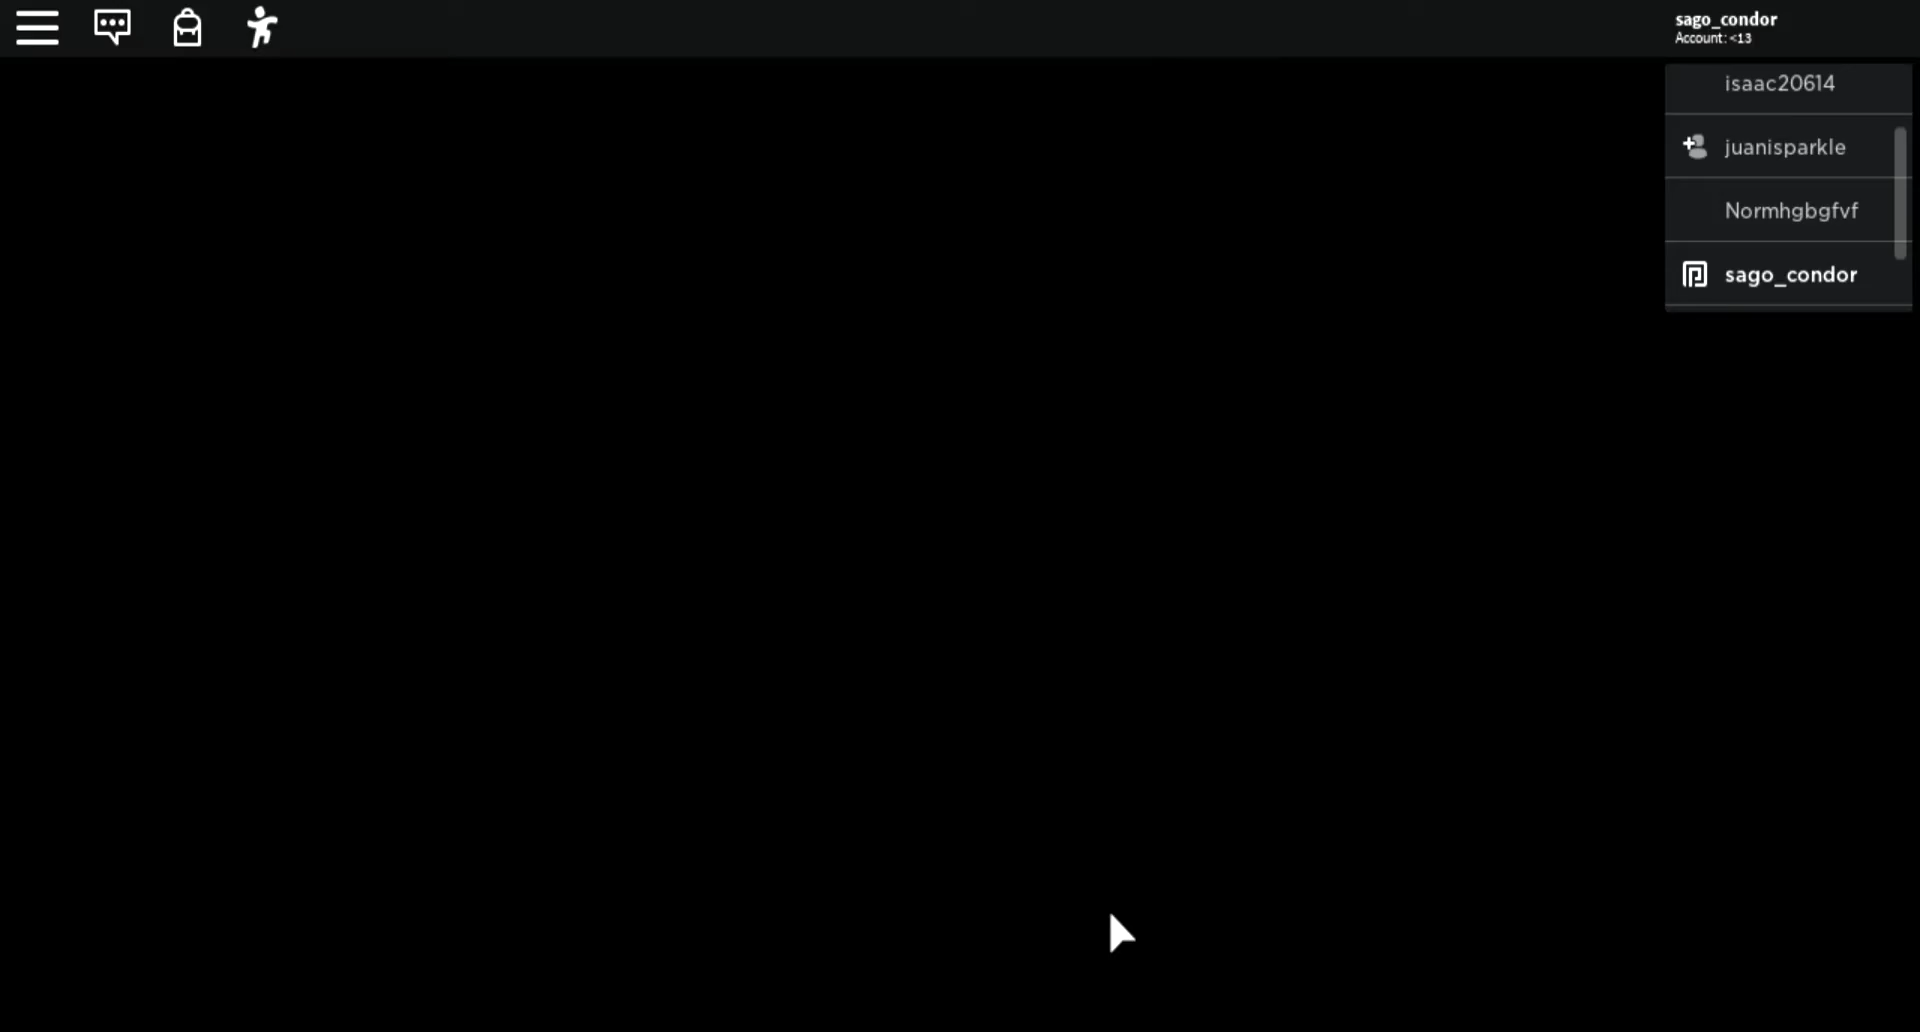 sago_condor
Account: <13
isaac20614
juanisparkle
Normhgbgfvf
sago_condor